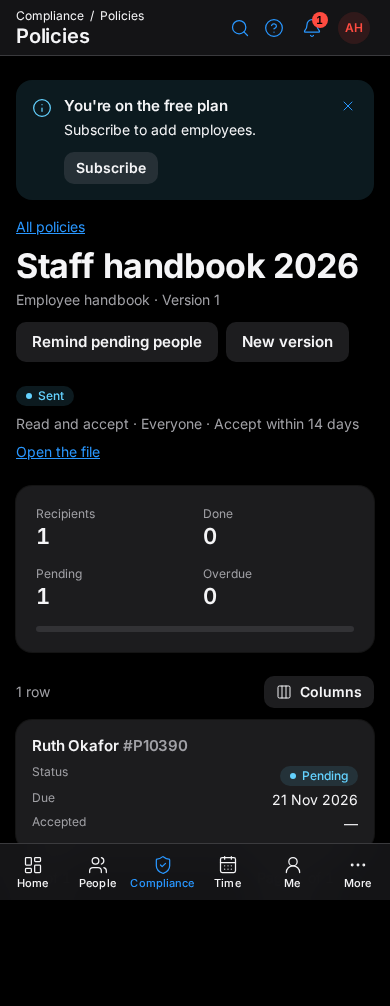 Compliance / Policies
Policies
1
AH
You're on the free plan
Subscribe to add employees.
Subscribe
All policies
Staff handbook 2026
Employee handbook · Version 1
Remind pending people
New version
Sent
Read and accept · Everyone · Accept within 14 days
Open the file
Recipients
Done
1
0
Pending
Overdue
1
0
1 row
Columns
Ruth Okafor #P10390
Status
Pending
Due
21 Nov 2026
Accepted
—
Home
People
Compliance
Time
Me
More